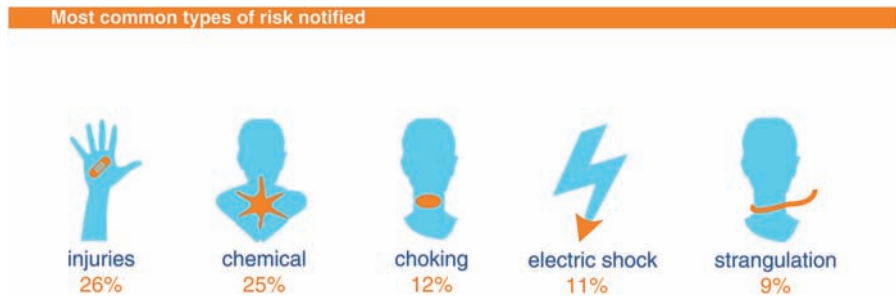 Most common types of risk notified
injuries chemical choking electric shock strangulation
26% 25% 12% 11% 9%